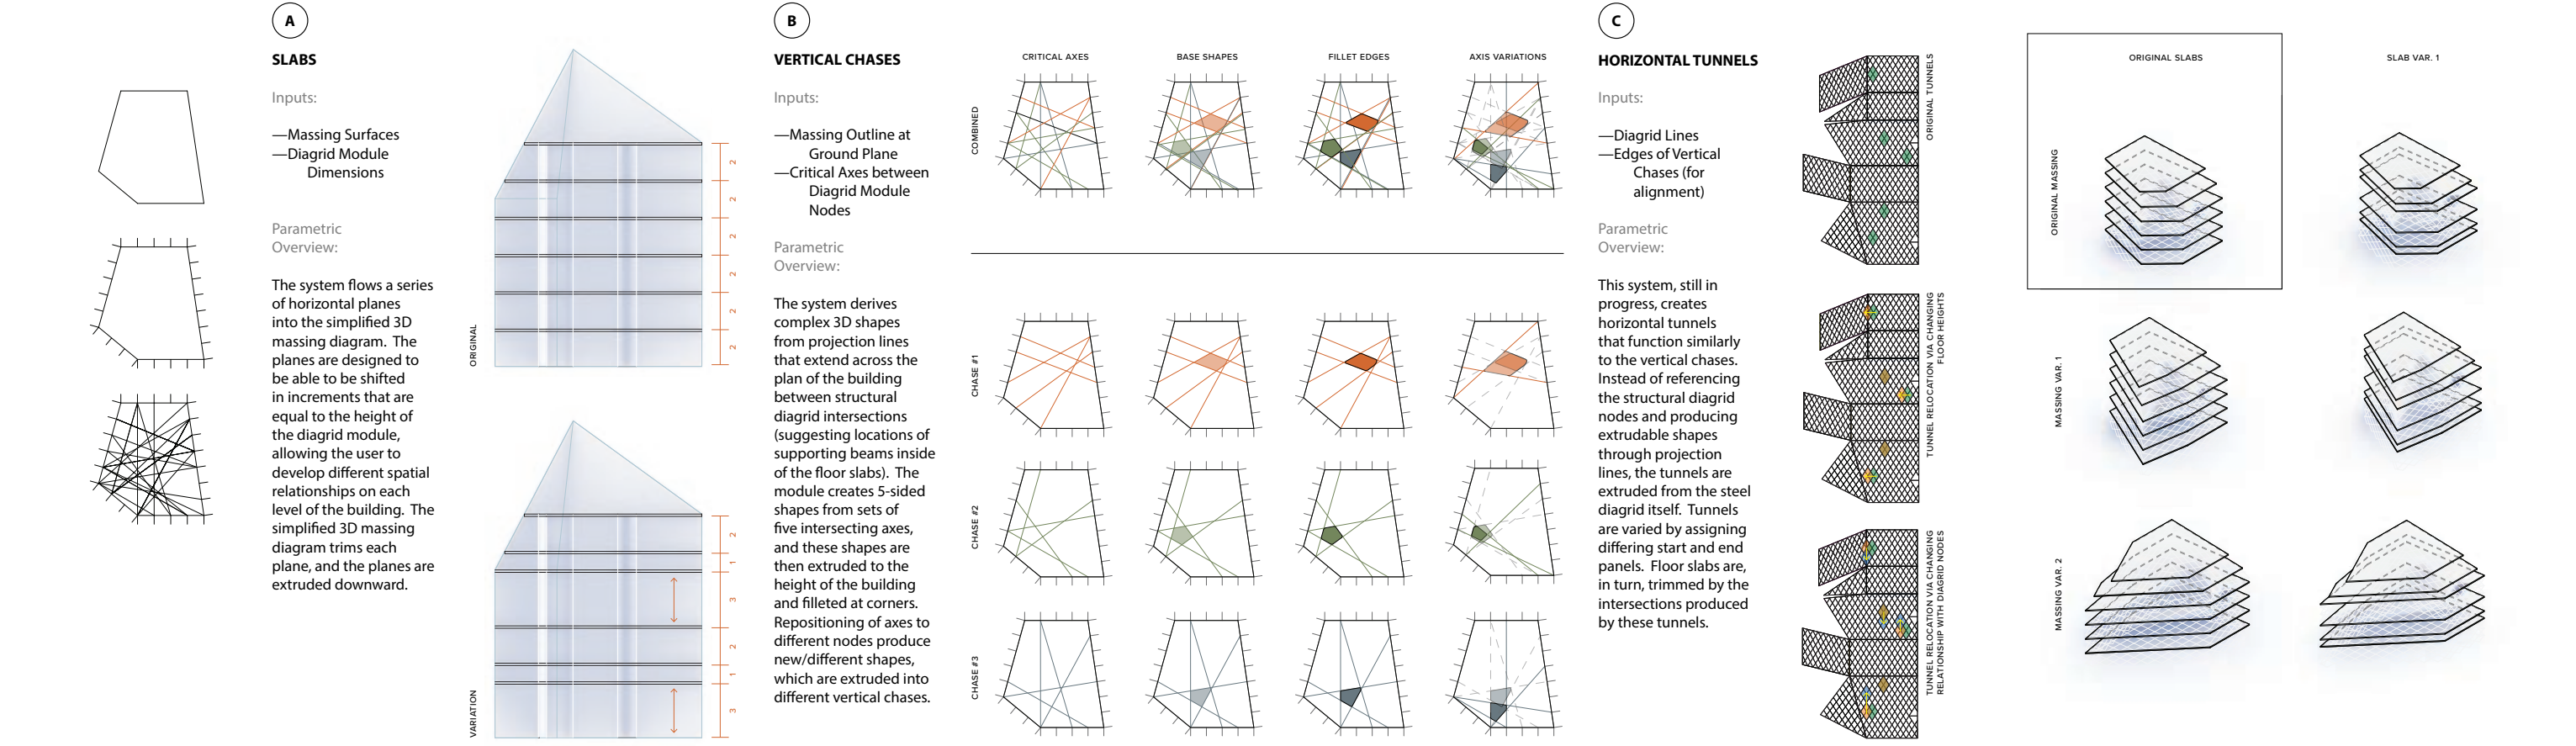 A
SLABS
Inputs:
—Massing Surfaces
—Diagrid Module
Dimensions
Parametric
Overview:
The system flows a series
of horizontal planes
into the simplified 3D
massing diagram.  The
planes are designed to
be able to be shifted
in increments that are
equal to the height of
the diagrid module,
allowing the user to
develop different spatial
relationships on each
level of the building.  The
simplified 3D massing
diagram trims each
plane, and the planes are
extruded downward.
ORIGINAL
2
2
2
2
2
2
VARIATION
2
1
3
2
1
3
B
VERTICAL CHASES
Inputs:
—Massing Outline at
Ground Plane
—Critical Axes between
Diagrid Module
Nodes
Parametric
Overview:
The system derives
complex 3D shapes
from projection lines
that extend across the
plan of the building
between structural
diagrid intersections
(suggesting locations of
supporting beams inside
of the floor slabs).  The
module creates 5-sided
shapes from sets of
five intersecting axes,
and these shapes are
then extruded to the
height of the building
and filleted at corners.
Repositioning of axes to
different nodes produce
new/different shapes,
which are extruded into
different vertical chases.
CRITICAL AXES
BASE SHAPES
FILLET EDGES
AXIS VARIATIONS
COMBINED
CHASE #1
CHASE #2
CHASE #3
C
HORIZONTAL TUNNELS
Inputs:
—Diagrid Lines
—Edges of Vertical
Chases (for
alignment)
Parametric
Overview:
This system, still in
progress, creates
horizontal tunnels
that function similarly
to the vertical chases.
Instead of referencing
the structural diagrid
nodes and producing
extrudable shapes
through projection
lines, the tunnels are
extruded from the steel
diagrid itself.  Tunnels
are varied by assigning
differing start and end
panels.  Floor slabs are,
in turn, trimmed by the
intersections produced
by these tunnels.
ORIGINAL TUNNELS
TUNNEL RELOCATION VIA CHANGING
FLOOR HEIGHTS
TUNNEL RELOCATION VIA CHANGING
RELATIONSHIP WITH DIAGRID NODES
ORIGINAL SLABS
SLAB VAR. 1
ORIGINAL MASSING
MASSING VAR. 1
MASSING VAR. 2